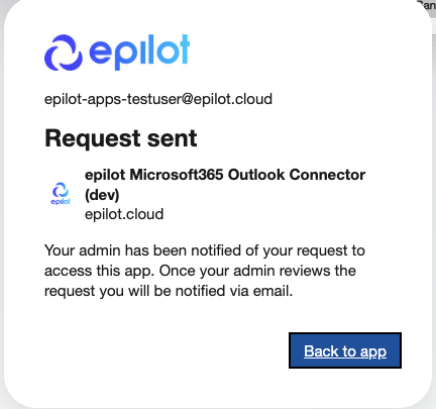 epilot
epilot-apps-testuser@epilot.cloud
Request sent
epilot Microsoft365 Outlook Connector
(dev)
epilot
epilot.cloud
Your admin has been notified of your request to
access this app. Once your admin reviews the
request you will be notified via email.
Back to app